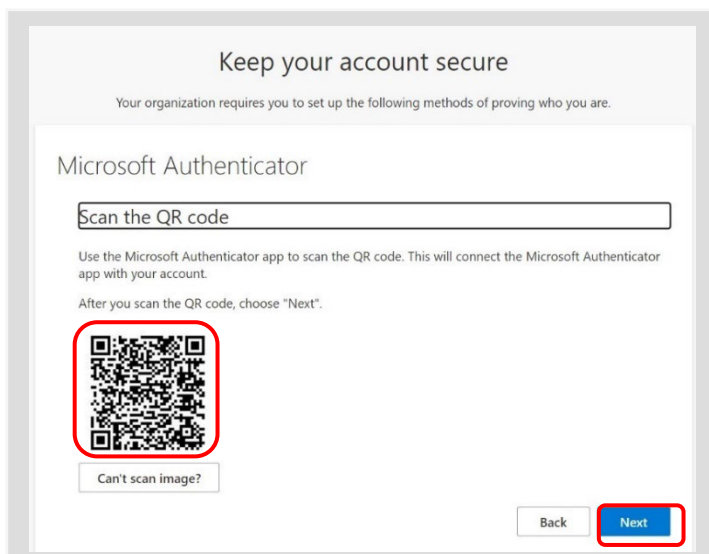 Keep your account secure
Your organization requires you to set up the following methods of proving who you are.
Microsoft Authenticator
Scan the QR code
Use the Microsoft Authenticator app to scan the QR code. This will connect the Microsoft Authenticator
app with your account.
After you scan the QR code, choose "Next".
Can't scan image?
Back
Next